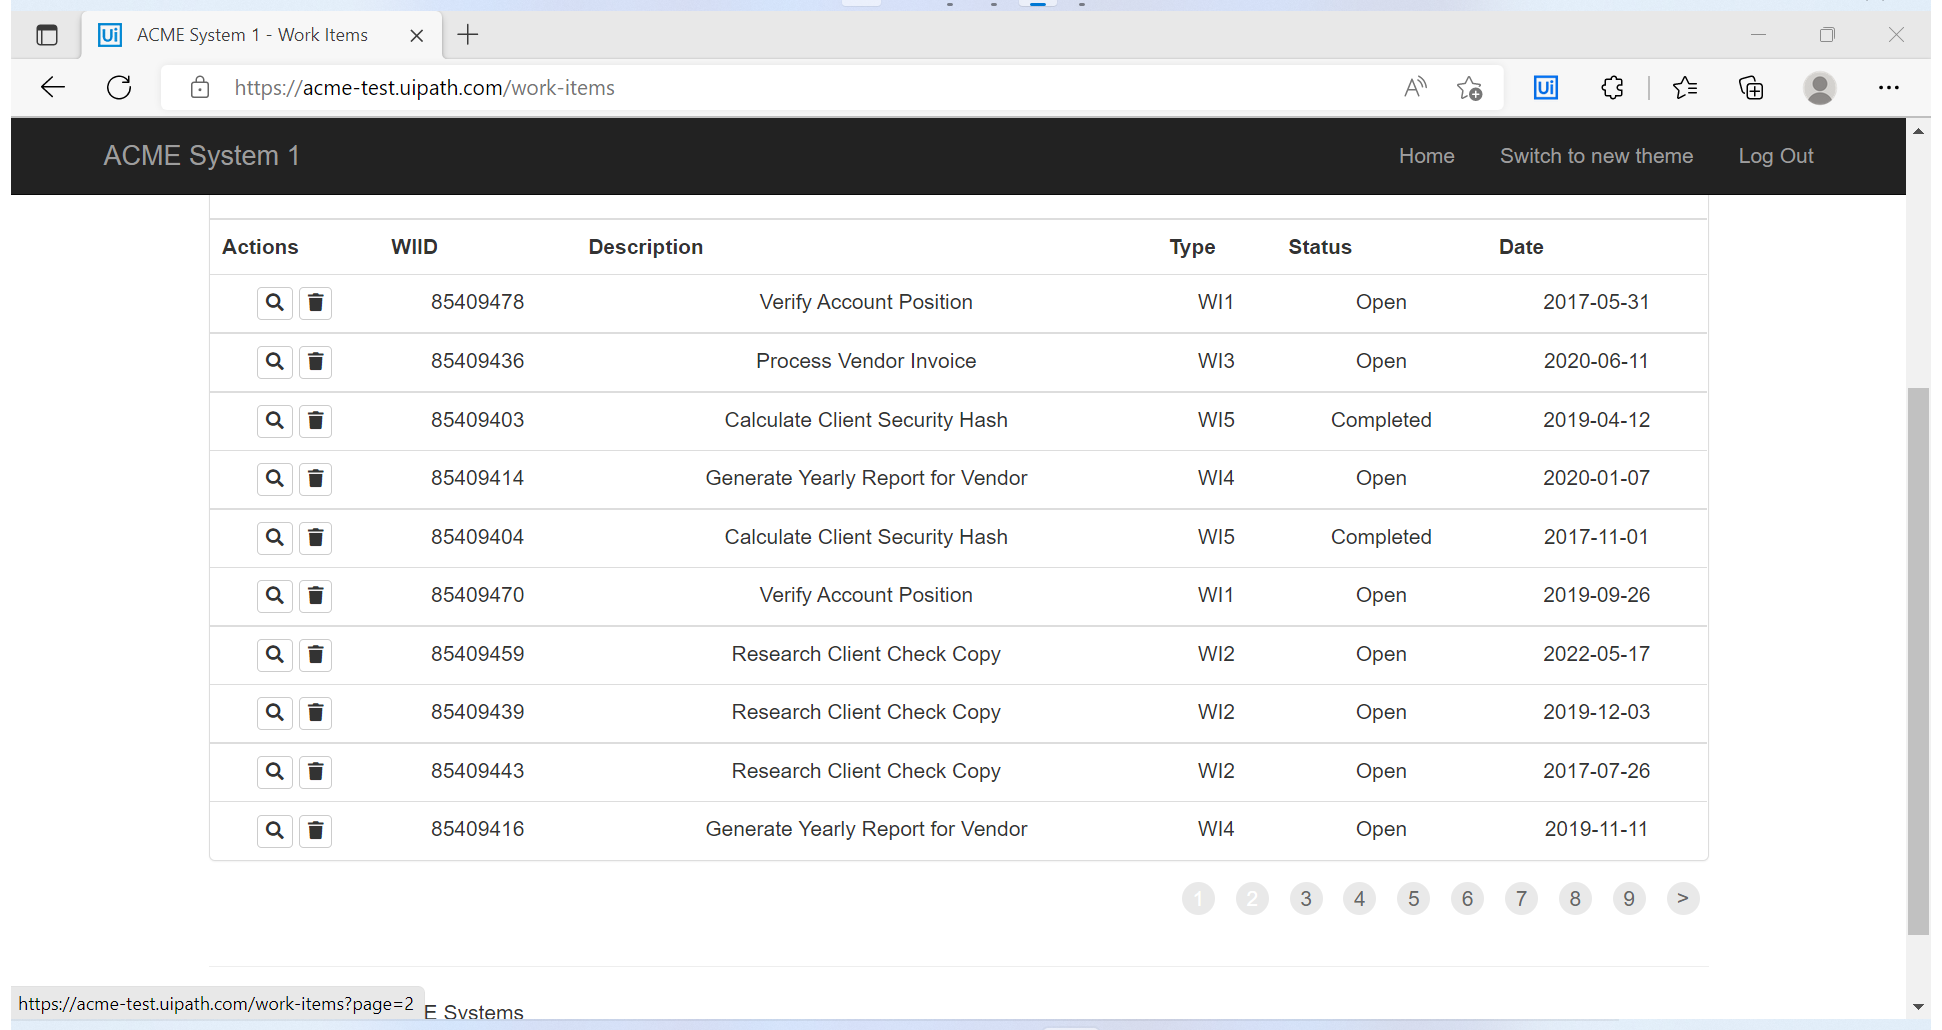 Ui ACME System 1 - Work Items
https://acme-test.uipath.com/work-items
Ui
ACME System 1 Home Switch to new theme Log Out
Actions WIID Description Type Status Date
85409478 Verify Account Position WI1 Open 2017-05-31
85409436 Process Vendor Invoice WI3 Open 2020-06-11
85409403 Calculate Client Security Hash WI5 Completed 2019-04-12
85409414 Generate Yearly Report for Vendor WI4 Open 2020-01-07
85409404 Calculate Client Security Hash WI5 Completed 2017-11-01
85409470 Verify Account Position WI1 Open 2019-09-26
85409459 Research Client Check Copy WI2 Open 2022-05-17
85409439 Research Client Check Copy WI2 Open 2019-12-03
85409443 Research Client Check Copy WI2 Open 2017-07-26
85409416 Generate Yearly Report for Vendor WI4 Open 2019-11-11
1 2 3 4 5 6 7 8 9 >
https://acme-test.uipath.com/work-items?page=2
E Systems